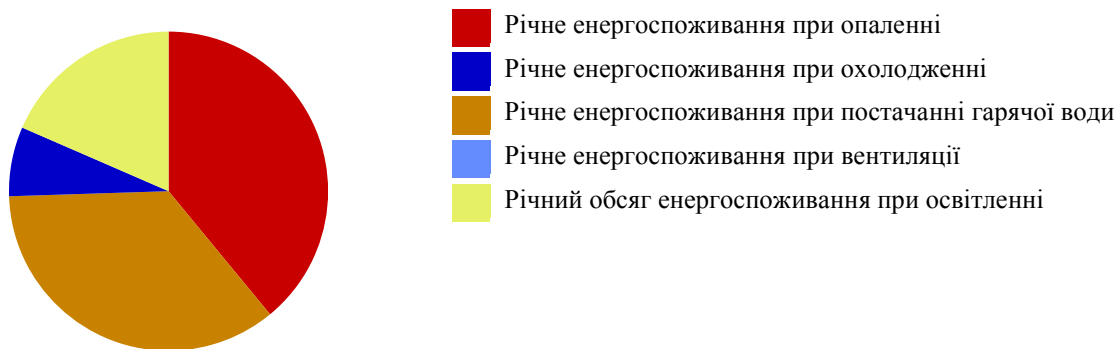 Річне енергоспоживання при опаленні
Річне енергоспоживання при охолодженні
Річне енергоспоживання при постачанні гарячої води
Річне енергоспоживання при вентиляції
Річний обсяг енергоспоживання при освітленні